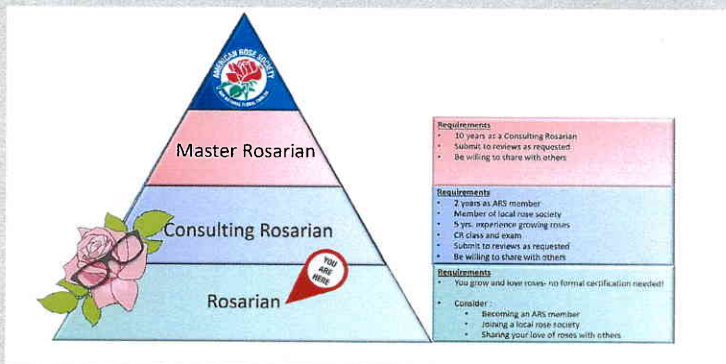 AMERICAN ROSE SOCIETY
Master Rosarian
Consulting Rosarian
YOU
ARE
HERE
Rosarian
Requirements
• 10 years as a Consulting Rosarian
• Submit to reviews as requested
• Be willing to share with others
Requirements
• 2 years as ARS member
• Member of local rose society
• 5 yrs. experience growing roses
• CR class and exam
• Submit to reviews as requested
• Be willing to share with others
Requirements
• You grow and love roses- no formal certification needed!
• Consider :
• Becoming an ARS member
• Joining a local rose society
• Sharing your love of roses with others